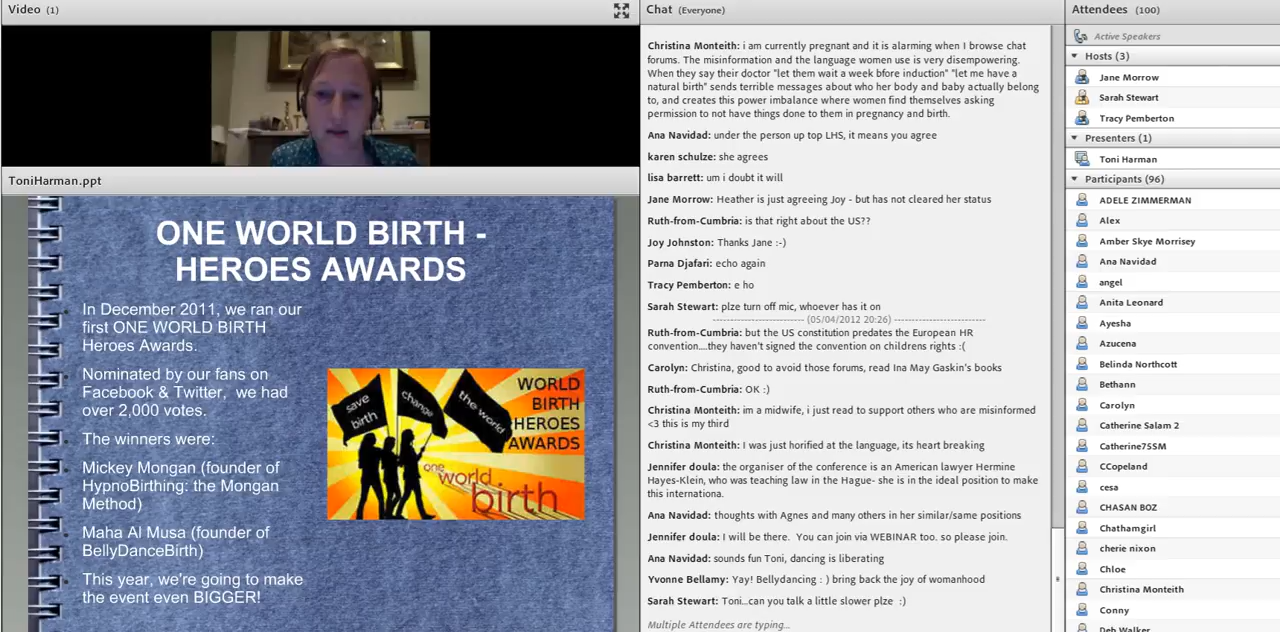 Video (1)
ToniHarman.ppt
ONE WORLD BIRTH -
HEROES AWARDS
In December 2011, we ran our
first ONE WORLD BIRTH
Heroes Awards.
Nominated by our fans on
Facebook & Twitter, we had
over 2,000 votes.
The winners were:
Mickey Mongan (founder of
HypnoBirthing: the Mongan
Method)
Maha Al Musa (founder of
BellyDanceBirth)
This year, we're going to make
the event even BIGGER!
save
birth
change
the world
WORLD
BIRTH
HEROES
AWARDS
one
world
birth
Chat (Everyone)
Christina Monteith: i am currently pregnant and it is alarming when I browse chat
forums. The misinformation and the language women use is very disempowering.
When they say their doctor "let them wait a week bfore induction" "let me have a
natural birth" sends terrible messages about who her body and baby actually belong
to, and creates this power imbalance where women find themselves asking
permission to not have things done to them in pregnancy and birth.
Ana Navidad: under the person up top LHS, it means you agree
karen schulze: she agrees
lisa barrett: um i doubt it will
Jane Morrow: Heather is just agreeing Joy - but has not cleared her status
Ruth-from-Cumbria: is that right about the US??
Joy Johnston: Thanks Jane :-)
Parna Djafari: echo again
Tracy Pemberton: e ho
Sarah Stewart: plze turn off mic, whoever has it on
------------------------ (05/04/2012 20:26) ------------------------
Ruth-from-Cumbria: but the US constitution predates the European HR
convention....they haven't signed the convention on childrens rights :(
Carolyn: Christina, good to avoid those forums, read Ina May Gaskin's books
Ruth-from-Cumbria: OK :)
Christina Monteith: im a midwife, i just read to support others who are misinformed
<3 this is my third
Christina Monteith: I was just horified at the language, its heart breaking
Jennifer doula: the organiser of the Conference is an American lawyer Hermine
Hayes-Klein, who was teaching law in the Hague- she is in the ideal position to make
this internationa.
Ana Navidad: thoughts with Agnes and many others in her similar/same positions
Jennifer doula: I will be there. You can join via WEBINAR too. so please join.
Ana Navidad: sounds fun Toni, dancing is liberating
Yvonne Bellamy: Yay! Bellydancing : ) bring back the joy of womanhood
Sarah Stewart: Toni...can you talk a little slower plze :)
Multiple Attendees are typing...
Attendees (100)
Active Speakers
Hosts (3)
Jane Morrow
Sarah Stewart
Tracy Pemberton
Presenters (1)
Toni Harman
Participants (96)
ADELE ZIMMERMAN
Alex
Amber Skye Morrisey
Ana Navidad
angel
Anita Leonard
Ayesha
Azucena
Belinda Northcott
Bethann
Carolyn
Catherine Salam 2
Catherine75SM
CCopeland
cesa
CHASAN BOZ
Chathamgirl
cherie nixon
Chloe
Christina Monteith
Conny
Deb Walker